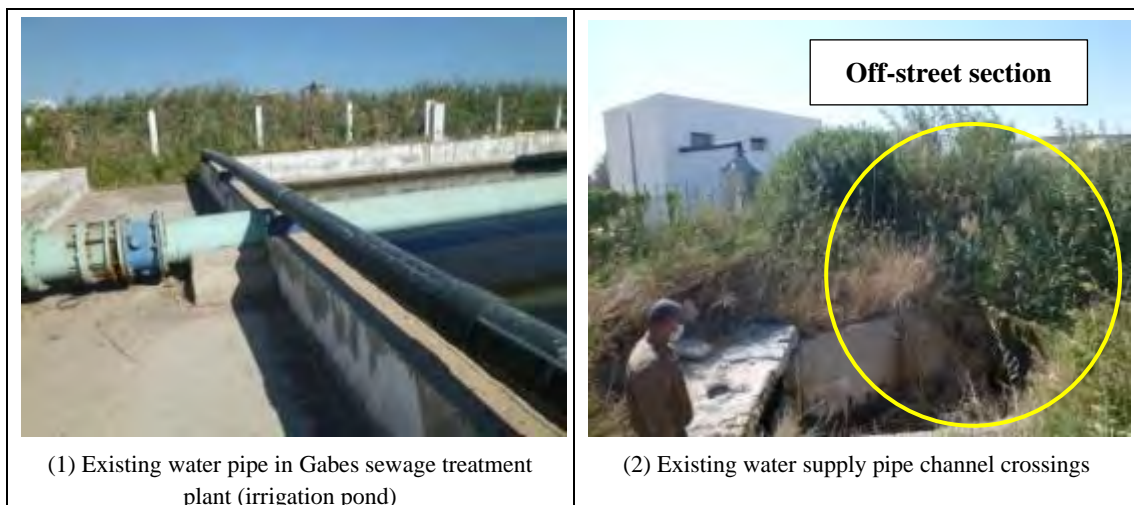 Off-street section
(1) Existing water pipe in Gabes sewage treatment
plant (irrigation pond)
(2) Existing water supply pipe channel crossings